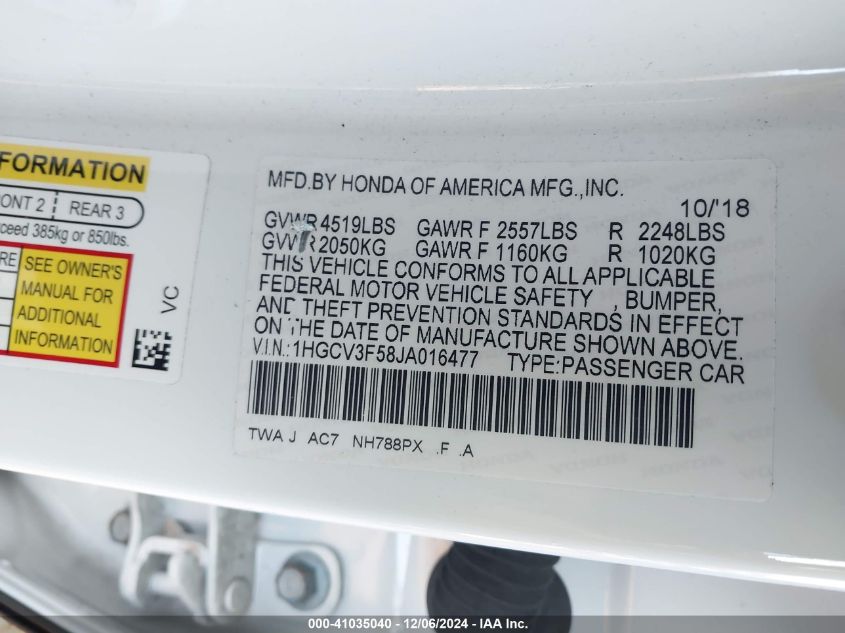 FORMATION
ONT 2 REAR 3
xceed 385kg or 850lbs.
RE
SEE OWNER'S
MANUAL FOR
ADDITIONAL
INFORMATION
VC
MFD.BY HONDA OF AMERICA MFG.,INC.
10/'18
GVWR 4519LBS GAWR F 2557LBS R 2248LBS
GVWR 2050KG GAWR F 1160KG R 1020KG
THIS VEHICLE CONFORMS TO ALL APPLICABLE
FEDERAL MOTOR VEHICLE SAFETY , BUMPER,
AND THEFT PREVENTION STANDARDS IN EFFECT
ON THE DATE OF MANUFACTURE SHOWN ABOVE.
V.I.N.:1HGCV3F58JA016477 TYPE:PASSENGER CAR
TWA J AC7 NH788PX .F .A
000-41035040 - 12/06/2024 - IAA Inc.